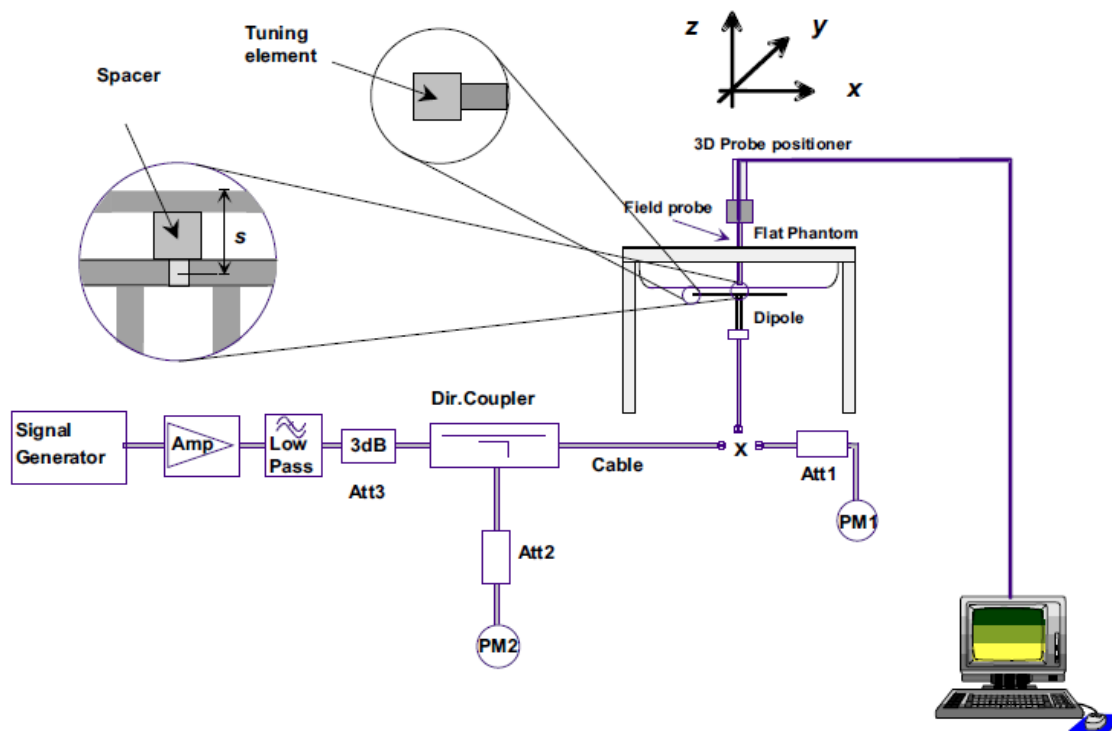 Tuning
element
Spacer
s
z
y
x
3D Probe positioner
Field probe
Flat Phantom
Dipole
Dir.Coupler
Signal
Generator
Amp
Low
Pass
3dB
Att3
Cable
X
Att1
PM1
Att2
PM2